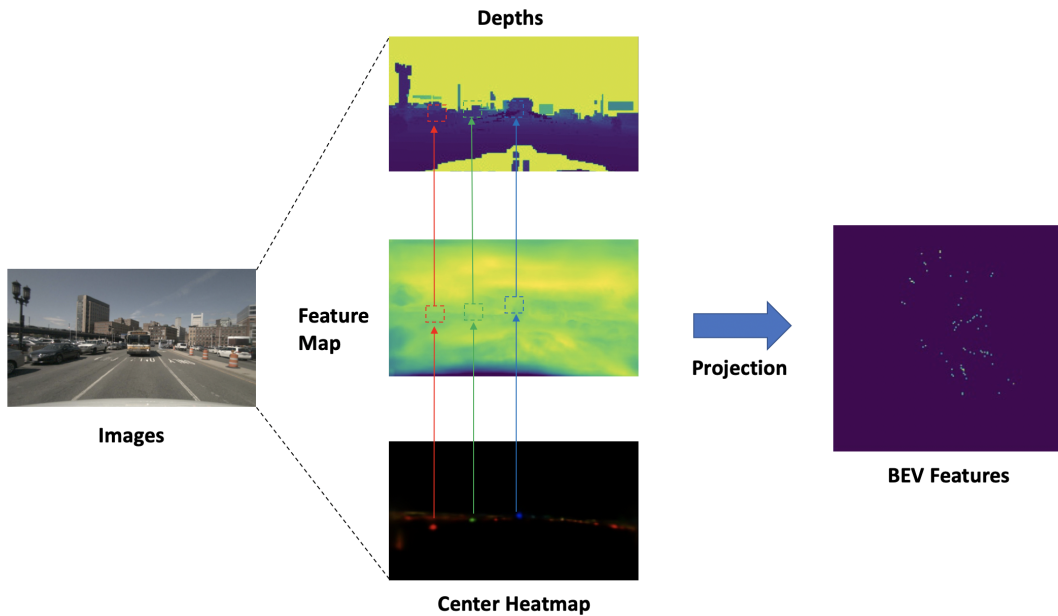 Depths
Feature
Map
Projection
Images
BEV Features
Center Heatmap